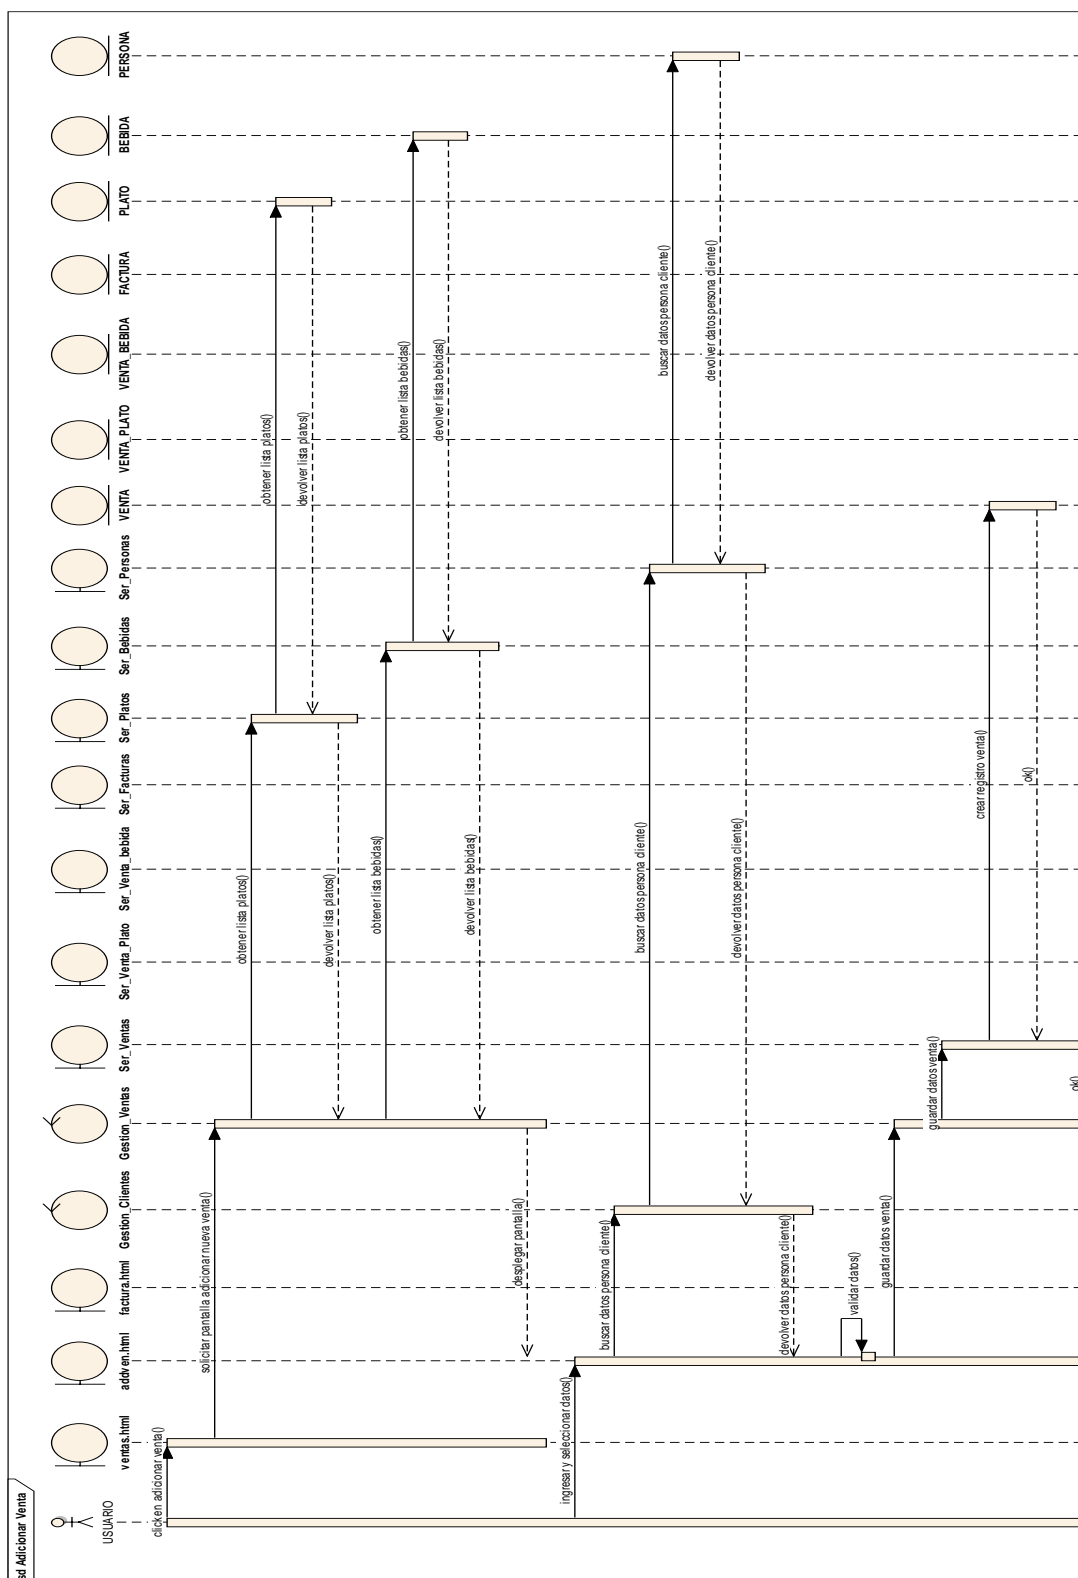 sd Adicionar Venta
USUARIO
ventas.html
addven.html
factura.html
Gestion_Clientes
Gestion_Ventas
Ser_Ventas
Ser_Venta_Plato
Ser_Venta_bebida
Ser_Facturas
Ser_Platos
Ser_Bebidas
Ser_Personas
VENTA
VENTA_PLATO
VENTA_BEBIDA
FACTURA
PLATO
BEBIDA
PERSONA
click en adicionar venta()
solicitar pantalla adicionar nueva venta()
obtener lista platos()
obtener lista platos()
devolver lista platos()
devolver lista platos()
obtener lista bebidas()
obtener lista bebidas()
devolver lista bebidas()
devolver lista bebidas()
desplegar pantalla()
ingresar y seleccionar datos()
buscar datos persona cliente()
buscar datos persona cliente()
buscar datos persona cliente()
devolver datos persona cliente()
devolver datos persona cliente()
devolver datos persona cliente()
validar datos()
guardar datos venta()
guardar datos venta()
crear registro venta()
ok()
ok()